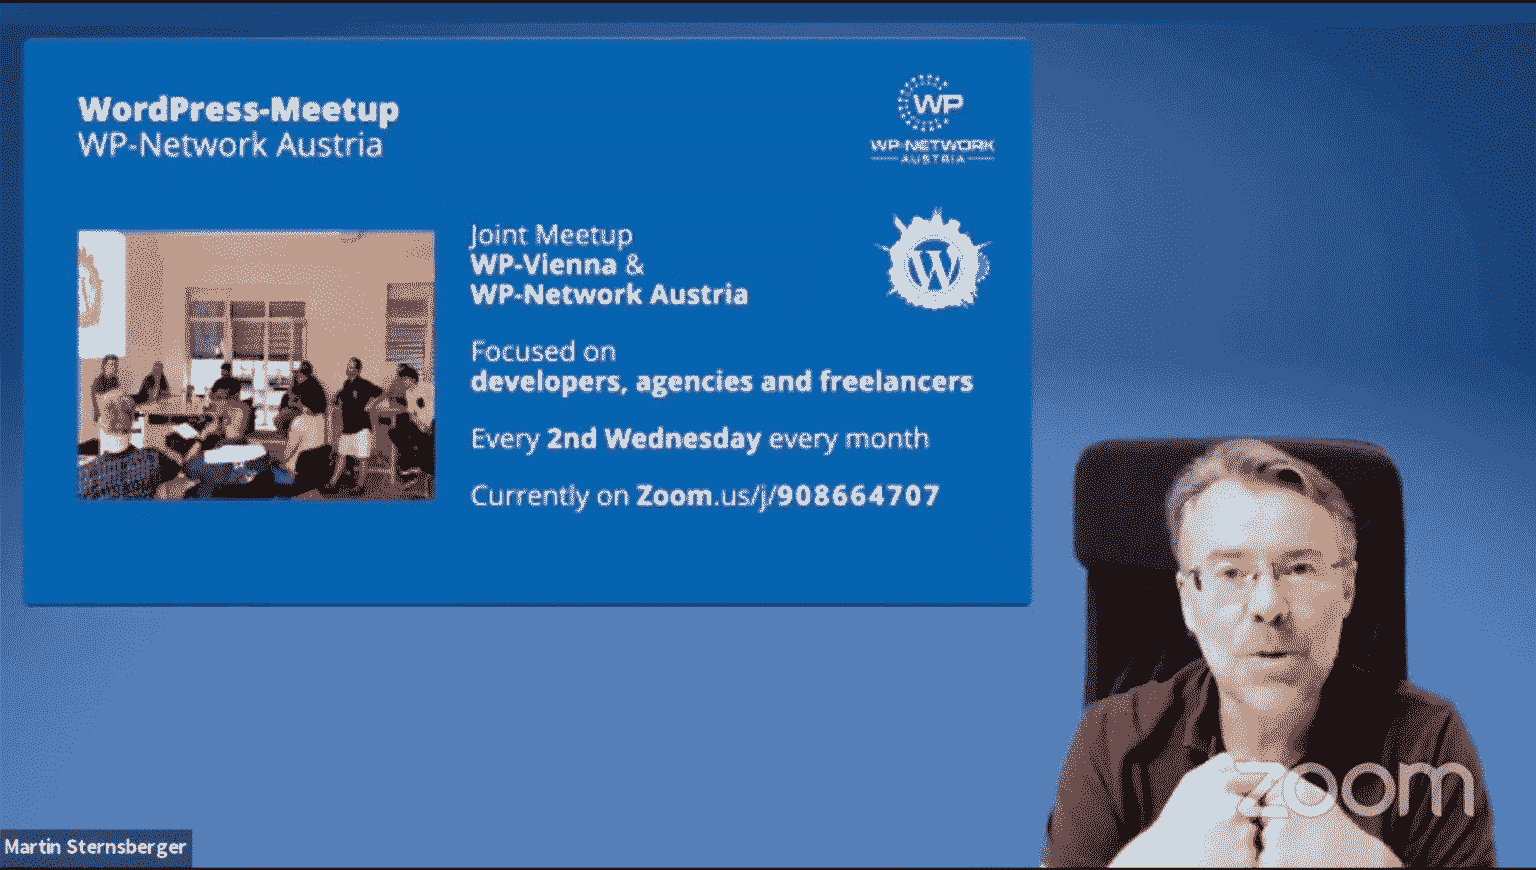 WordPress-Meetup
WP-Network Austria
WP
WP-NETWORK
AUSTRIA
Joint Meetup
WP-Vienna &
WP-Network Austria
W
Focused on
developers, agencies and freelancers
Every 2nd Wednesday every month
Currently on Zoom.us/j/908664707
zoom
Martin Sternsberger